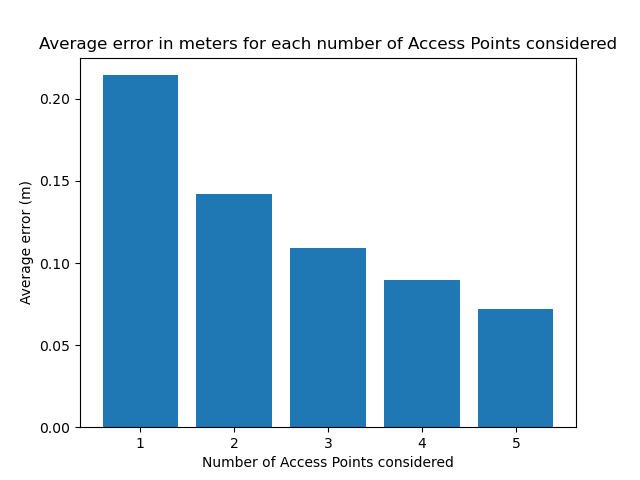 Average error in meters for each number of Access Points considered
0.20
0.15
0.10
0.05
0.00
Average error (m)
1 2 3 4 5
Number of Access Points considered